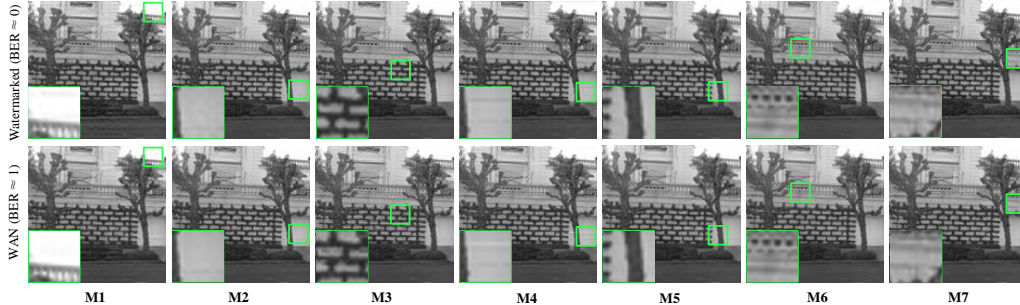 Watermarked (BER ≈ 0)
WAN (BER ≈ 1)
M1 M2 M3 M4 M5 M6 M7